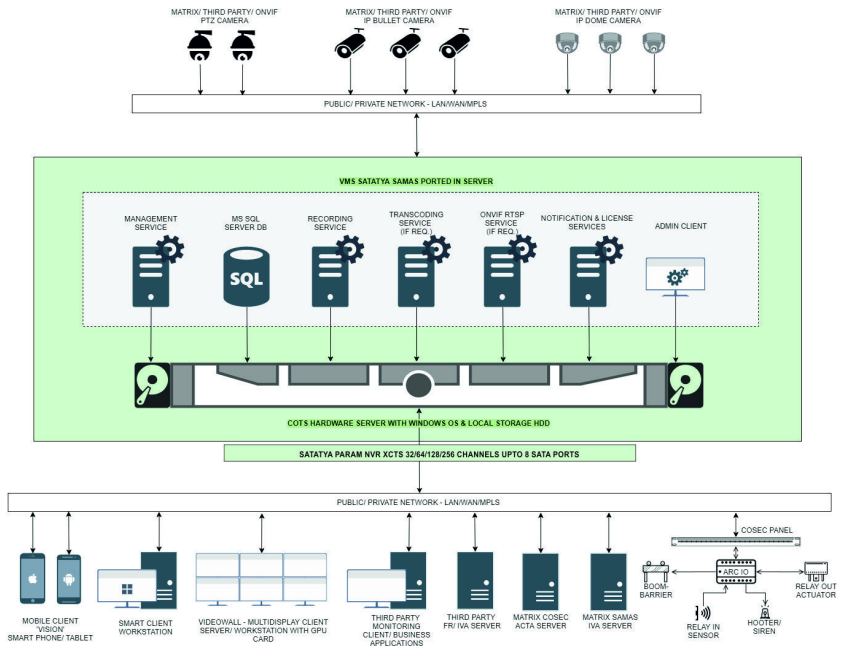 MATRIX/ THIRD PARTY/ ONVIF
PTZ CAMERA
MATRIX/ THIRD PARTY/ ONVIF
IP BULLET CAMERA
MATRIX/ THIRD PARTY/ ONVIF
IP DOME CAMERA
PUBLIC/ PRIVATE NETWORK - LAN/WAN/MPLS
VMS SATATYA SAMAS PORTED IN SERVER
MANAGEMENT
SERVICE
MS SQL
SERVER DB
RECORDING
SERVICE
TRANSCODING
SERVICE
(IF REQ.)
ONVIF RTSP
SERVICE
(IF REQ.)
NOTIFICATION & LICENSE
SERVICES
ADMIN CLIENT
SQL
COTS HARDWARE SERVER WITH WINDOWS OS & LOCAL STORAGE HDD
SATATYA PARAM NVR XCTS 32/64/128/256 CHANNELS UPTO 8 SATA PORTS
PUBLIC/ PRIVATE NETWORK - LAN/WAN/MPLS
COSEC PANEL
ARC IO
BOOM-
BARRIER
RELAY OUT
ACTUATOR
RELAY IN
SENSOR
HOOTER/
SIREN
MOBILE CLIENT
'VISION'
SMART PHONE/ TABLET
SMART CLIENT
WORKSTATION
VIDEOWALL - MULTIDISPLAY CLIENT
SERVER/ WORKSTATION WITH GPU
CARD
THIRD PARTY
MONITORING
CLIENT/ BUSINESS
APPLICATIONS
THIRD PARTY
FR/ IVA SERVER
MATRIX COSEC
ACTA SERVER
MATRIX SAMAS
IVA SERVER